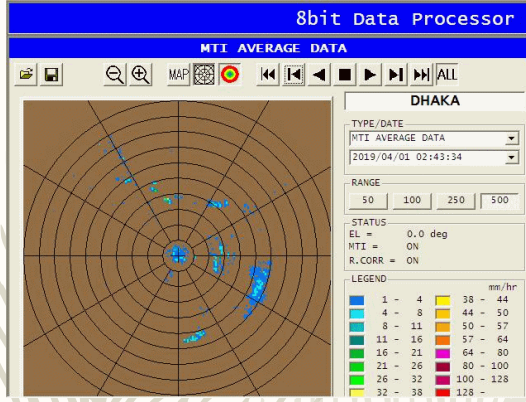 8bit Data Processor
MTI AVERAGE DATA
MAP
ALL
DHAKA
TYPE/DATE
MTI AVERAGE DATA
2019/04/01 02:43:34
RANGE
50 100 250 500
STATUS
EL = 0.0 deg
MTI = ON
R.CORR = ON
LEGEND
mm/hr
1 - 4 38 - 44
4 - 8 44 - 50
8 - 11 50 - 57
11 - 16 57 - 64
16 - 21 64 - 80
21 - 26 80 - 100
26 - 32 100 - 128
32 - 38 128 -